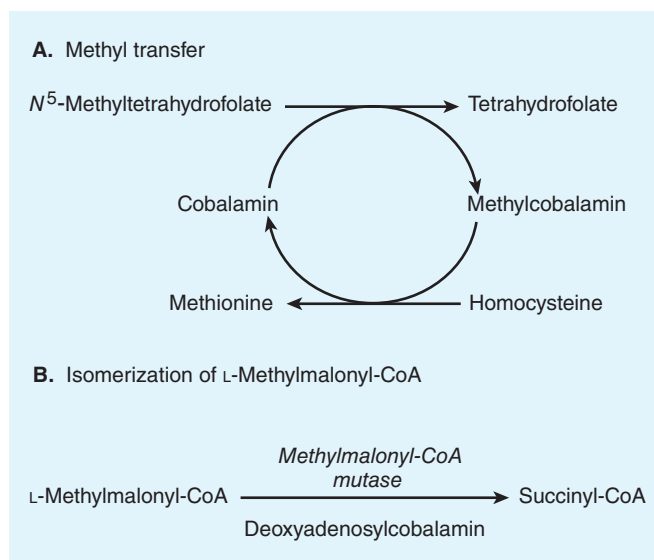 A. Methyl transfer
N5-Methyltetrahydrofolate Tetrahydrofolate
Cobalamin Methylcobalamin
Methionine Homocysteine
B. Isomerization of L-Methylmalonyl-CoA
Methylmalonyl-CoA
mutase
L-Methylmalonyl-CoA Succinyl-CoA
Deoxyadenosylcobalamin